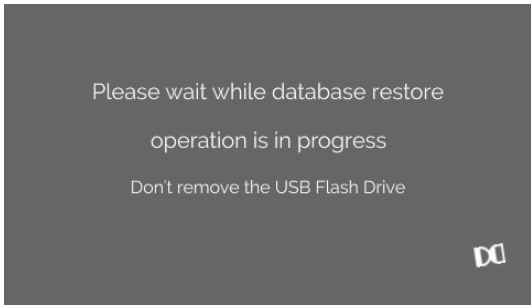 Please wait while database restore
operation is in progress
Don't remove the USB Flash Drive